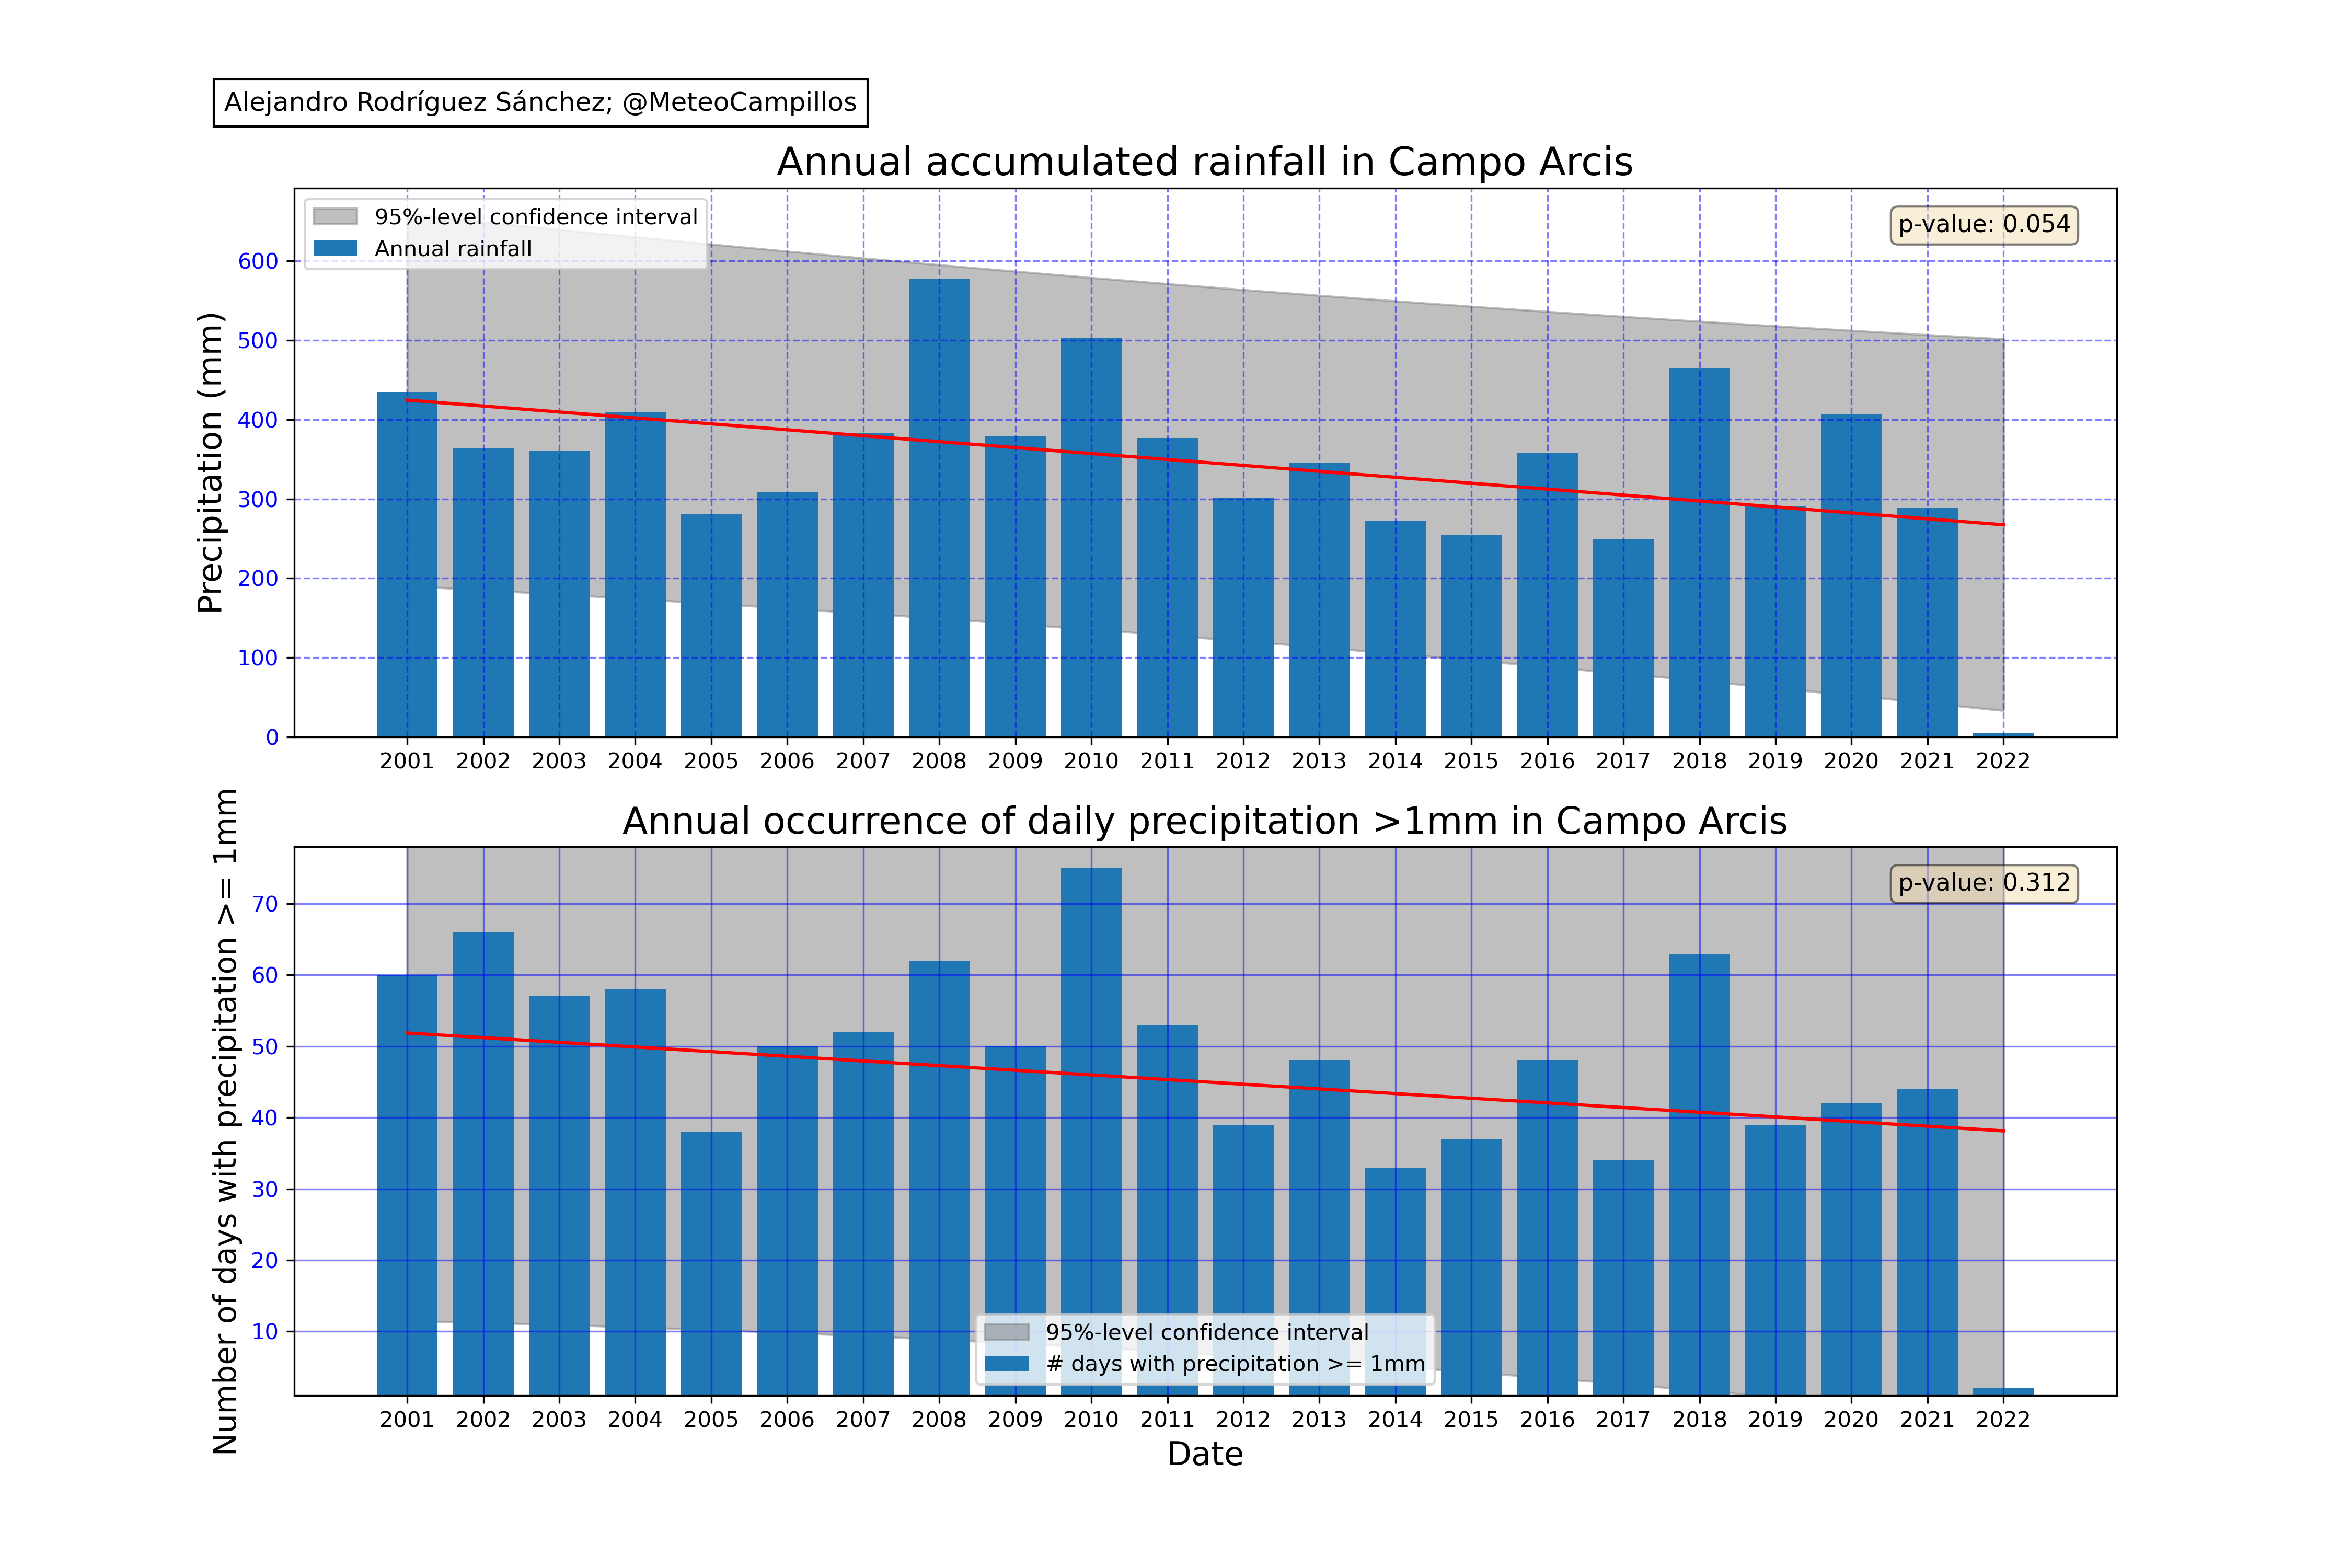 Alejandro Rodríguez Sánchez; @MeteoCampillos
Annual accumulated rainfall in Campo Arcis
95%-level confidence interval
Annual rainfall
p-value: 0.054
Precipitation (mm)
600
500
400
300
200
100
0
2001 2002 2003 2004 2005 2006 2007 2008 2009 2010 2011 2012 2013 2014 2015 2016 2017 2018 2019 2020 2021 2022
Annual occurrence of daily precipitation >1mm in Campo Arcis
p-value: 0.312
Number of days with precipitation >= 1mm
70
60
50
40
30
20
10
95%-level confidence interval
# days with precipitation >= 1mm
2001 2002 2003 2004 2005 2006 2007 2008 2009 2010 2011 2012 2013 2014 2015 2016 2017 2018 2019 2020 2021 2022
Date